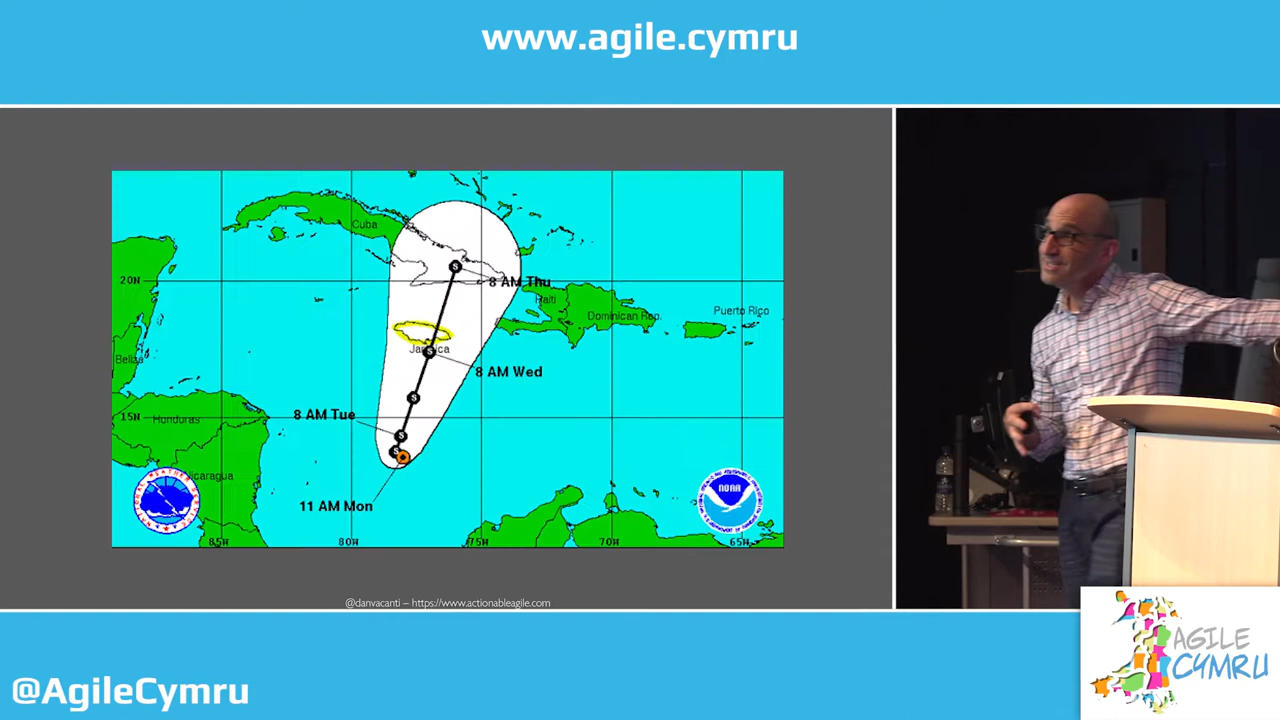 www.agile.cymru
Cuba
20N
8 AM Thu
Haiti
Dominican Rep.
Puerto Rico
Jamaica
Belize
8 AM Wed
8 AM Tue
15N
Honduras
Nicaragua
11 AM Mon
NOAA
85W
80W
75W
70W
65W
S
S
S
S
S
@danvacanti – https://www.actionableagile.com
AGILE
CYMRU
@AgileCymru